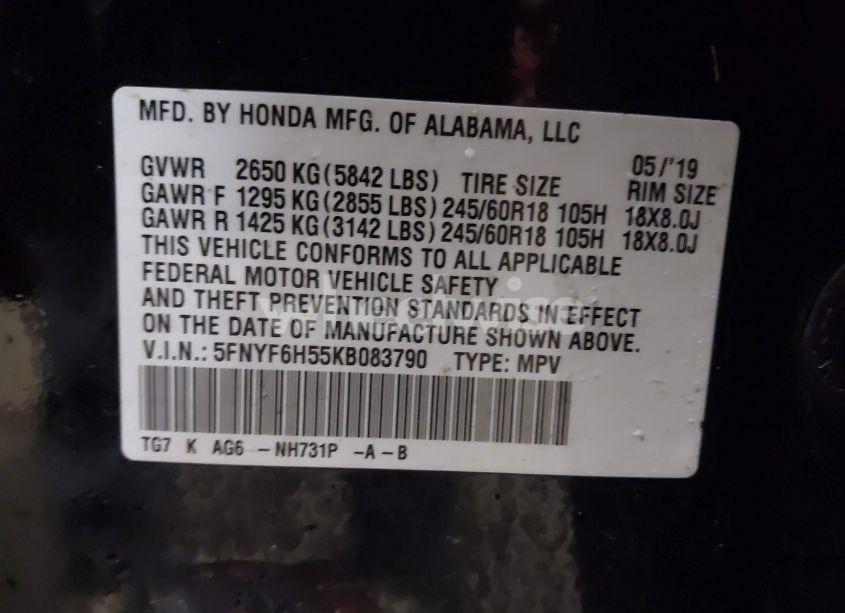 MFD. BY HONDA MFG. OF ALABAMA, LLC
05/'19
GVWR 2650 KG(5842 LBS) TIRE SIZE RIM SIZE
GAWR F 1295 KG(2855 LBS) 245/60R18 105H 18X8.0J
GAWR R 1425 KG(3142 LBS) 245/60R18 105H 18X8.0J
THIS VEHICLE CONFORMS TO ALL APPLICABLE
FEDERAL MOTOR VEHICLE SAFETY
AND THEFT PREVENTION STANDARDS IN EFFECT
ON THE DATE OF MANUFACTURE SHOWN ABOVE.
V.I.N.: 5FNYF6H55KB083790 TYPE: MPV
TG7 K AG6 -NH731P -A-B